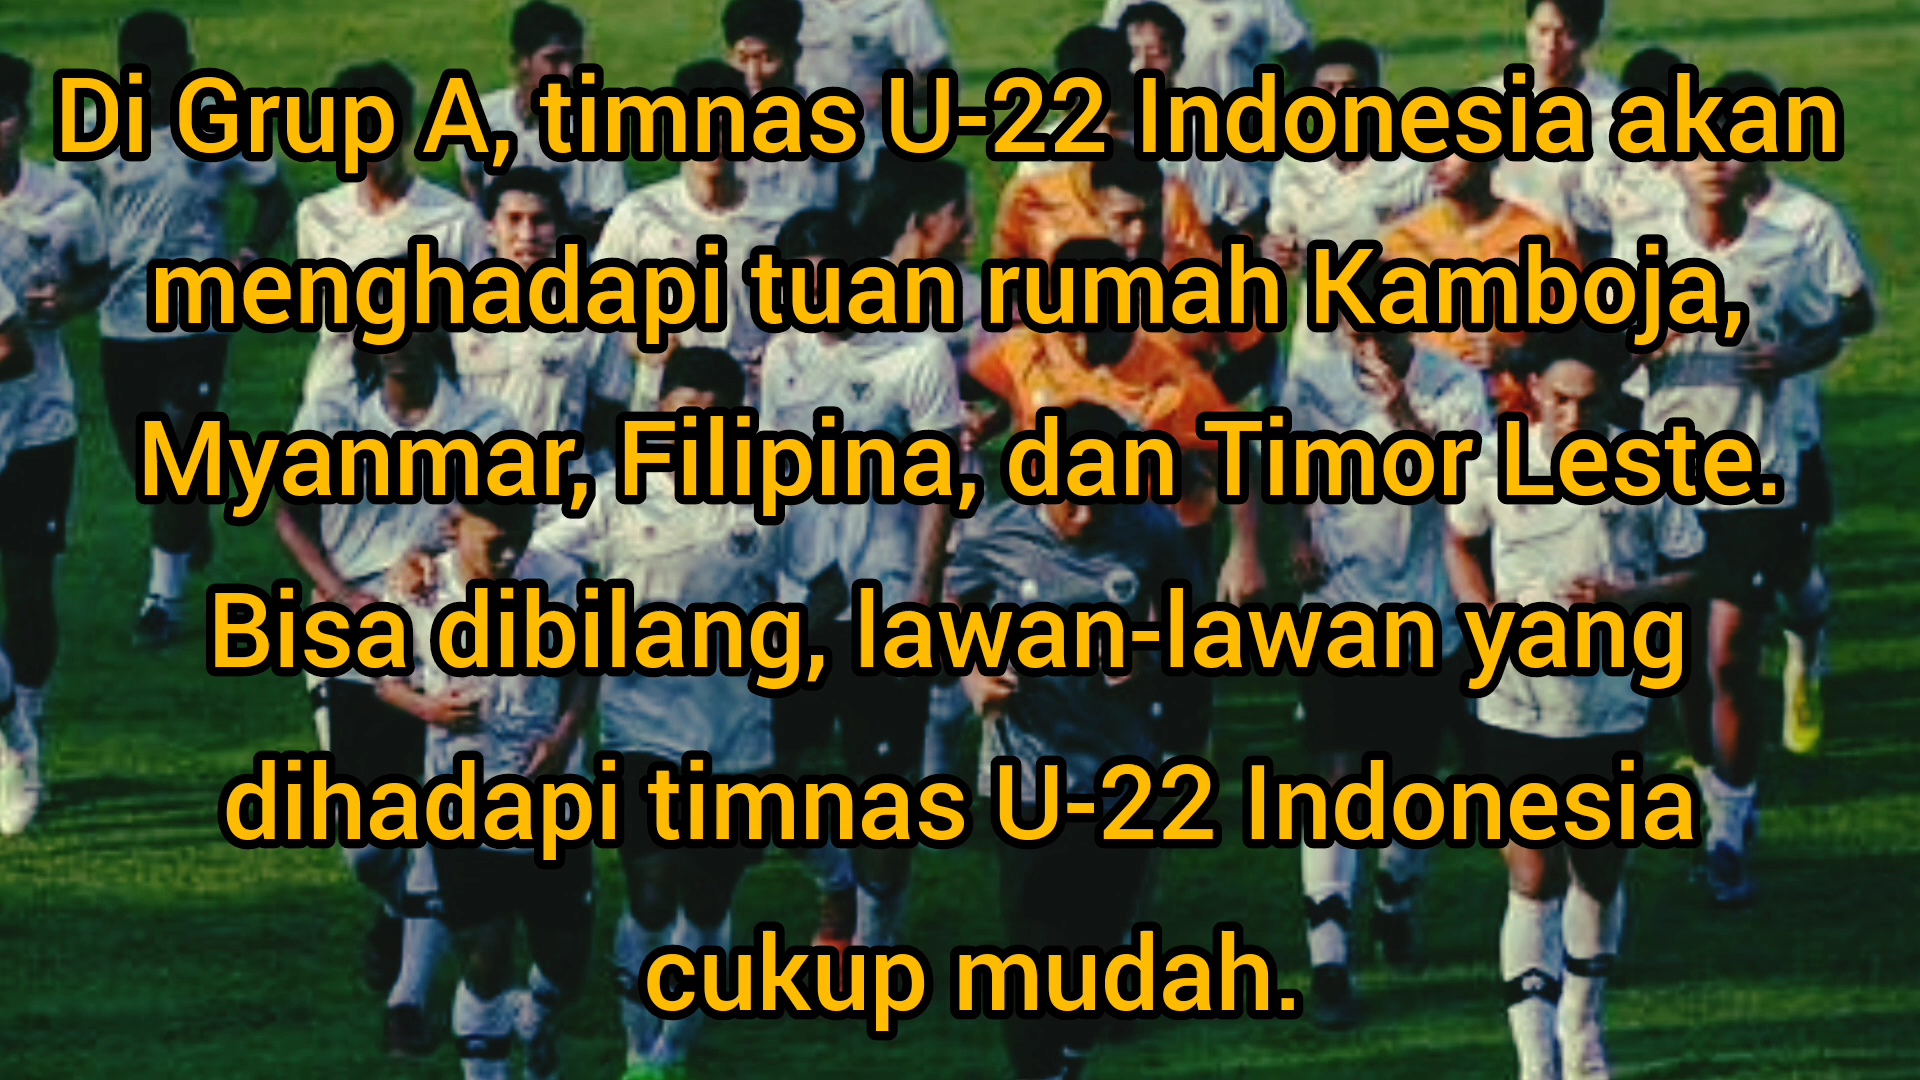 Di Grup A, timnas U-22 Indonesia akan
menghadapi tuan rumah Kamboja,
Myanmar, Filipina, dan Timor Leste.
Bisa dibilang, lawan-lawan yang
dihadapi timnas U-22 Indonesia
cukup mudah.